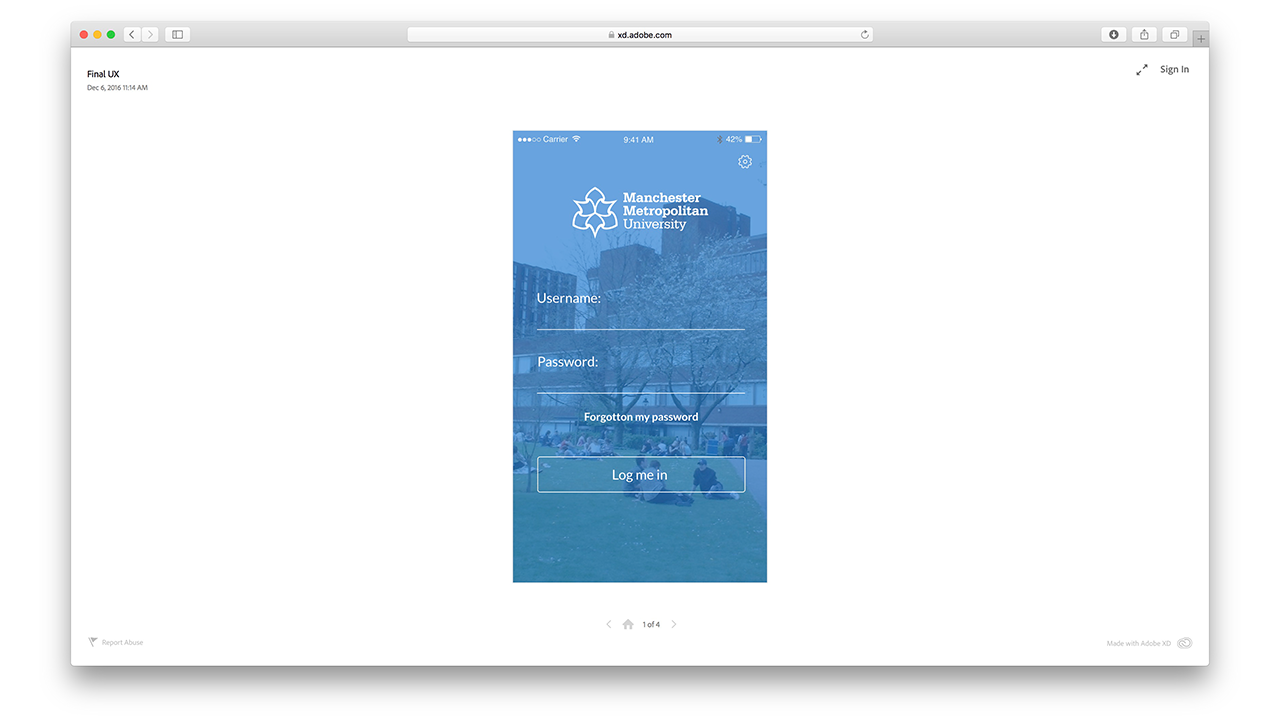 xd.adobe.com
Final UX
Dec 6, 2016 11:14 AM
Sign In
Carrier
9:41 AM
42%
Manchester
Metropolitan
University
Username:
Password:
Forgotton my password
Log me in
1 of 4
Report Abuse
Made with Adobe XD